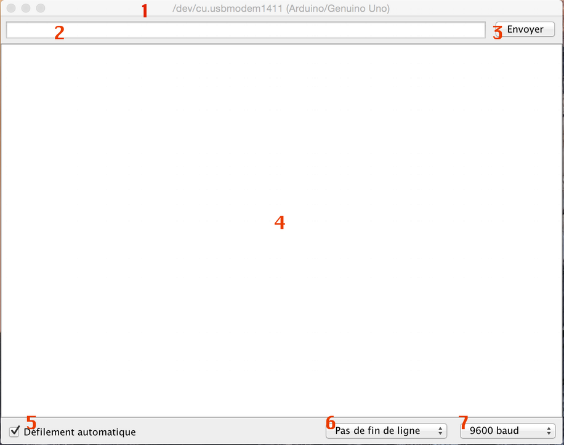 1 /dev/cu.usbmodem1411 (Arduino/Genuino Uno)
2 3 Envoyer
4
5 6 7
Défilement automatique Pas de fin de ligne 9600 baud